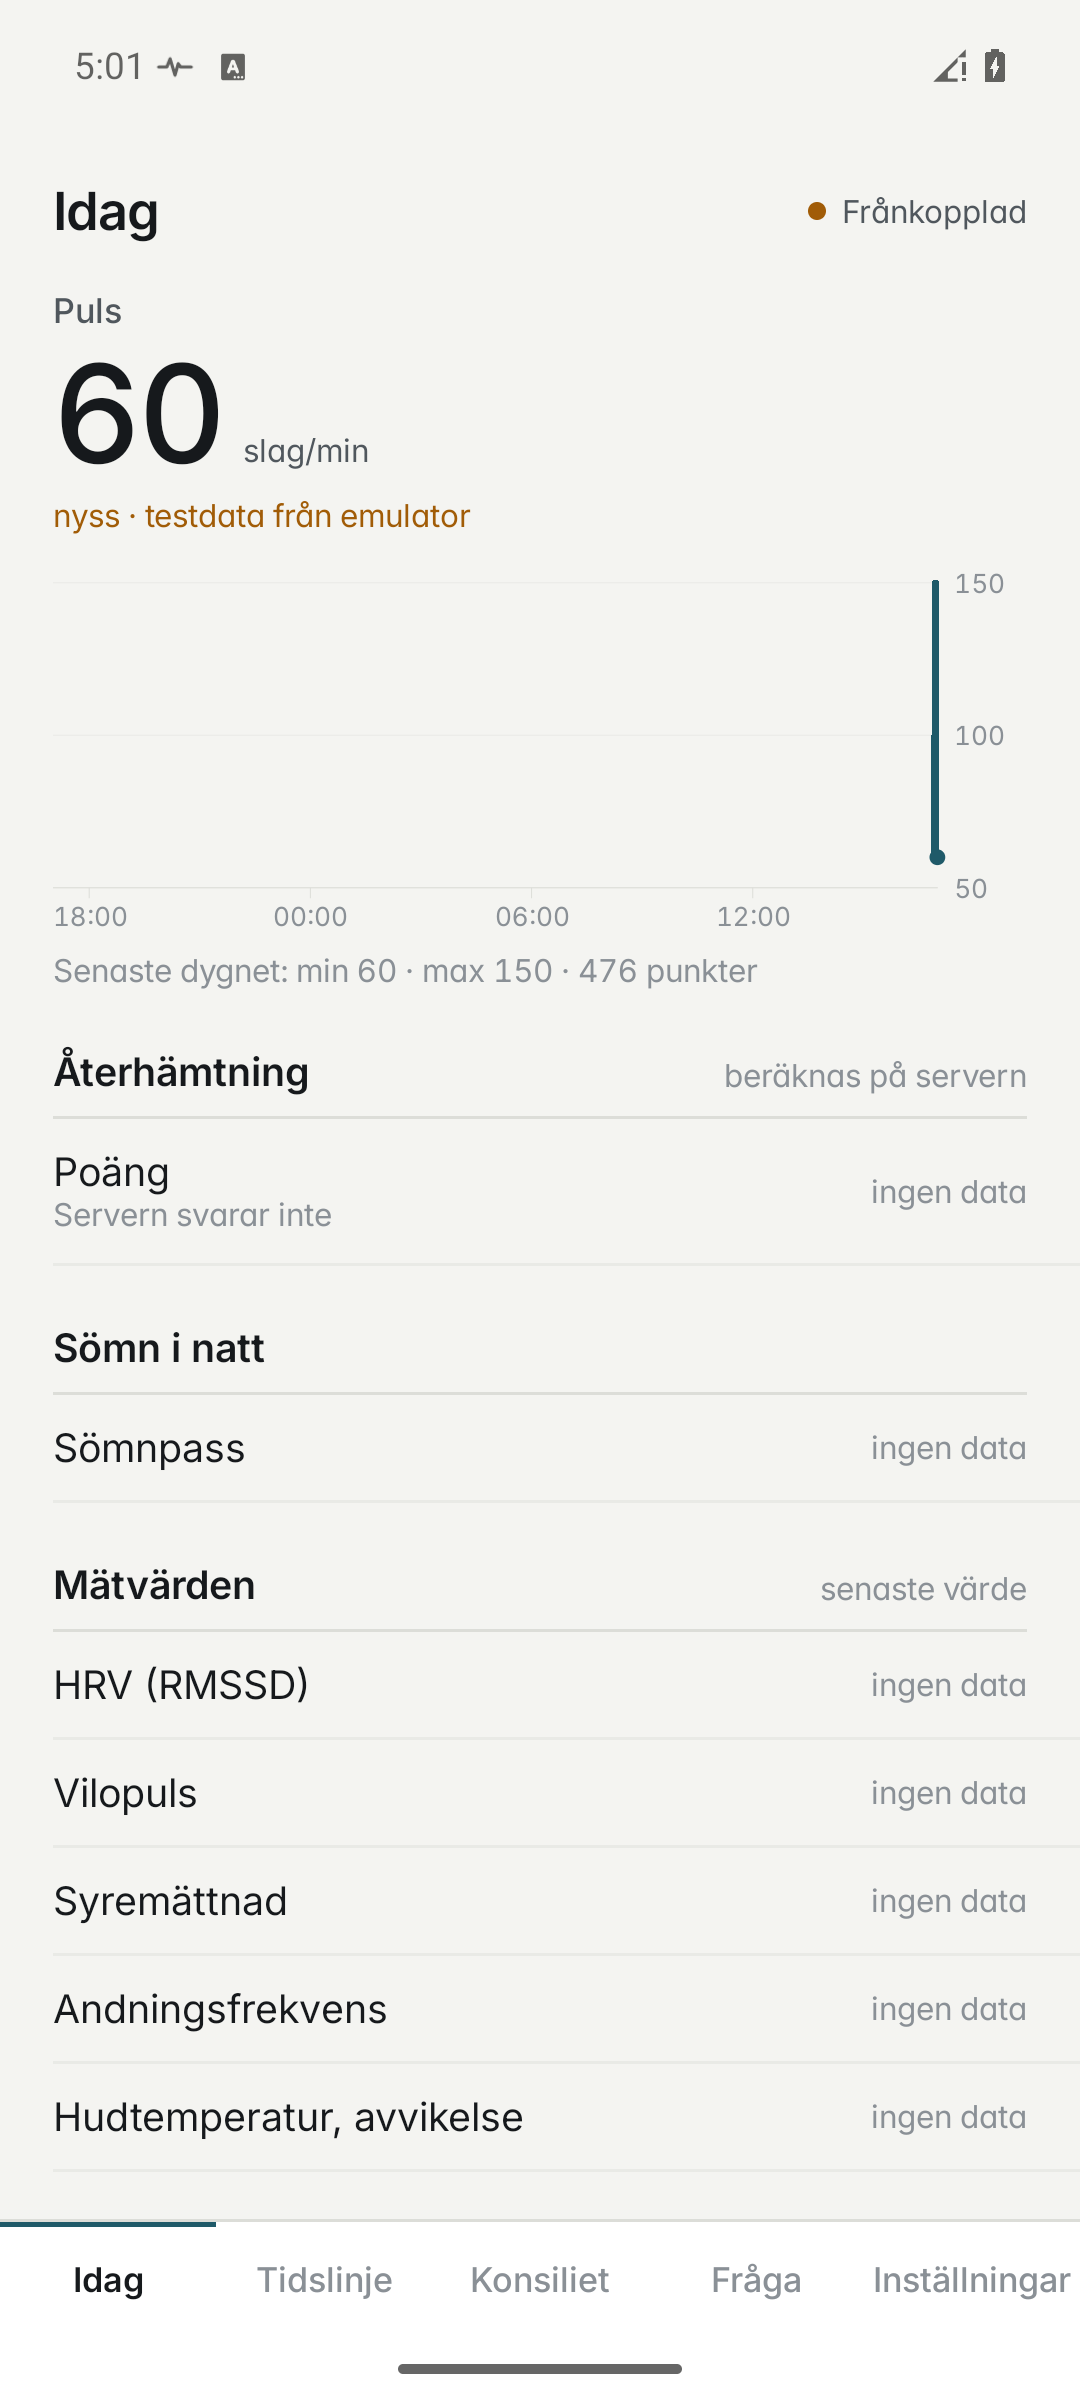 5:01
Idag
Frånkopplad
Puls
60 slag/min
nyss · testdata från emulator
150
100
50
18:00 00:00 06:00 12:00
Senaste dygnet: min 60 · max 150 · 476 punkter
Återhämtning beräknas på servern
Poäng ingen data
Servern svarar inte
Sömn i natt
Sömnpass ingen data
Mätvärden senaste värde
HRV (RMSSD) ingen data
Vilopuls ingen data
Syremättnad ingen data
Andningsfrekvens ingen data
Hudtemperatur, avvikelse ingen data
Idag Tidslinje Konsiliet Fråga Inställningar